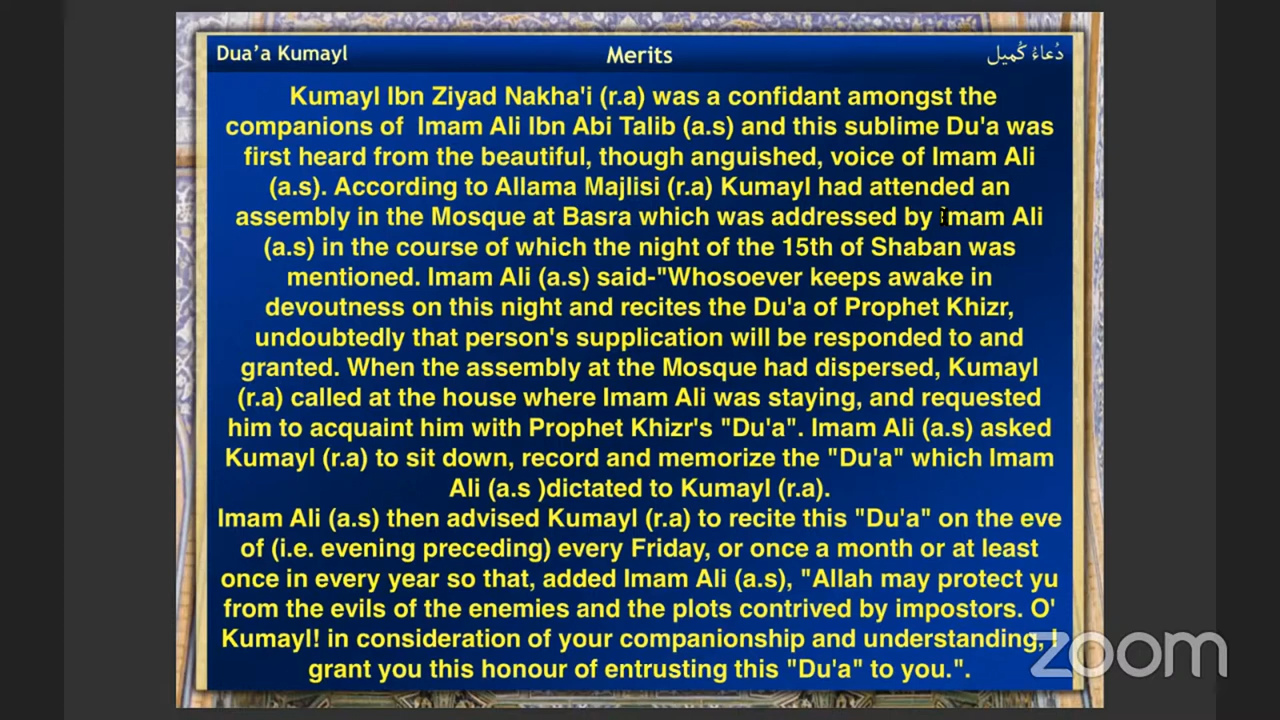 Dua’a Kumayl
Merits
دُعاءُ كُميل
Kumayl Ibn Ziyad Nakha'i (r.a) was a confidant amongst the
companions of Imam Ali Ibn Abi Talib (a.s) and this sublime Du'a was
first heard from the beautiful, though anguished, voice of Imam Ali
(a.s). According to Allama Majlisi (r.a) Kumayl had attended an
assembly in the Mosque at Basra which was addressed by Imam Ali
(a.s) in the course of which the night of the 15th of Shaban was
mentioned. Imam Ali (a.s) said-"Whosoever keeps awake in
devoutness on this night and recites the Du'a of Prophet Khizr,
undoubtedly that person's supplication will be responded to and
granted. When the assembly at the Mosque had dispersed, Kumayl
(r.a) called at the house where Imam Ali was staying, and requested
him to acquaint him with Prophet Khizr's "Du'a". Imam Ali (a.s) asked
Kumayl (r.a) to sit down, record and memorize the "Du'a" which Imam
Ali (a.s )dictated to Kumayl (r.a).
Imam Ali (a.s) then advised Kumayl (r.a) to recite this "Du'a" on the eve
of (i.e. evening preceding) every Friday, or once a month or at least
once in every year so that, added Imam Ali (a.s), "Allah may protect yu
from the evils of the enemies and the plots contrived by impostors. O'
Kumayl! in consideration of your companionship and understanding, I
grant you this honour of entrusting this "Du'a" to you.".
zoom